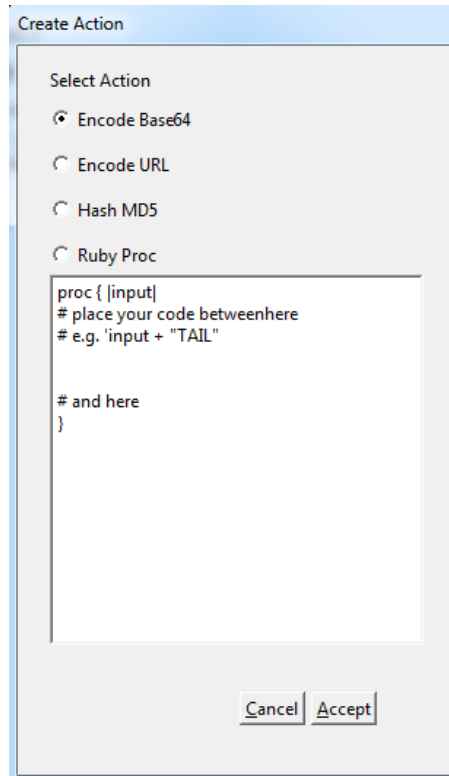 Create Action
Select Action
Encode Base64
Encode URL
Hash MD5
Ruby Proc
proc { |input|
# place your code betweenhere
# e.g. 'input + "TAIL"
# and here
}
Cancel Accept